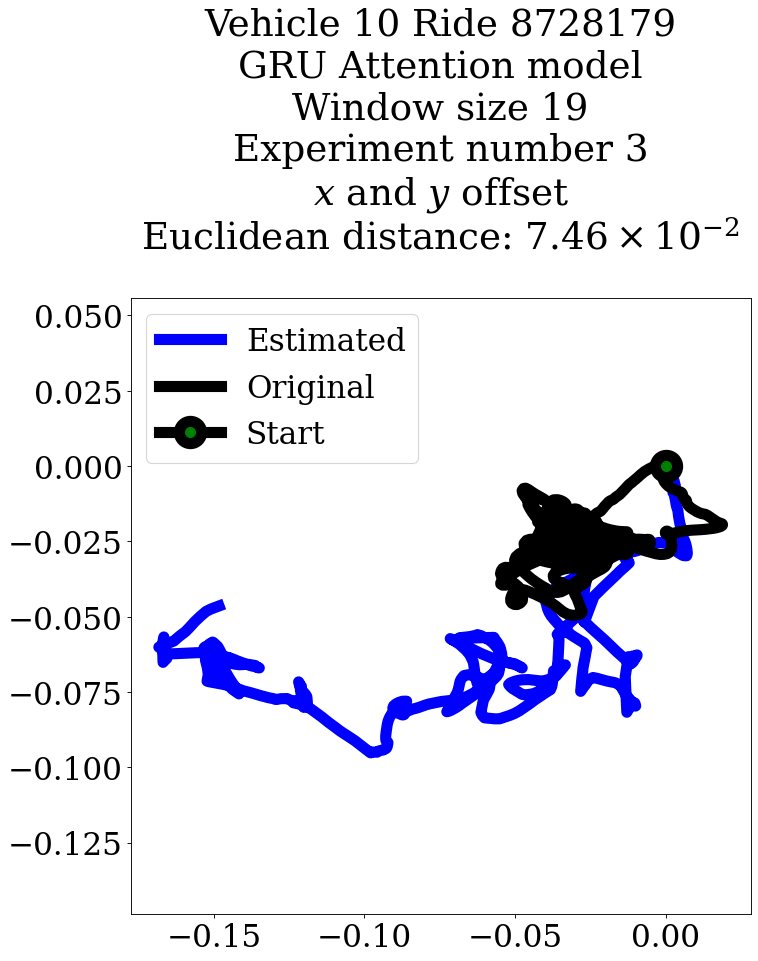 Vehicle 10 Ride 8728179
GRU Attention model
Window size 19
Experiment number 3
x and y offset
Euclidean distance: 7.46 × 10⁻²
0.050
0.025
0.000
−0.025
−0.050
−0.075
−0.100
−0.125
Estimated
Original
Start
−0.15 −0.10 −0.05 0.00